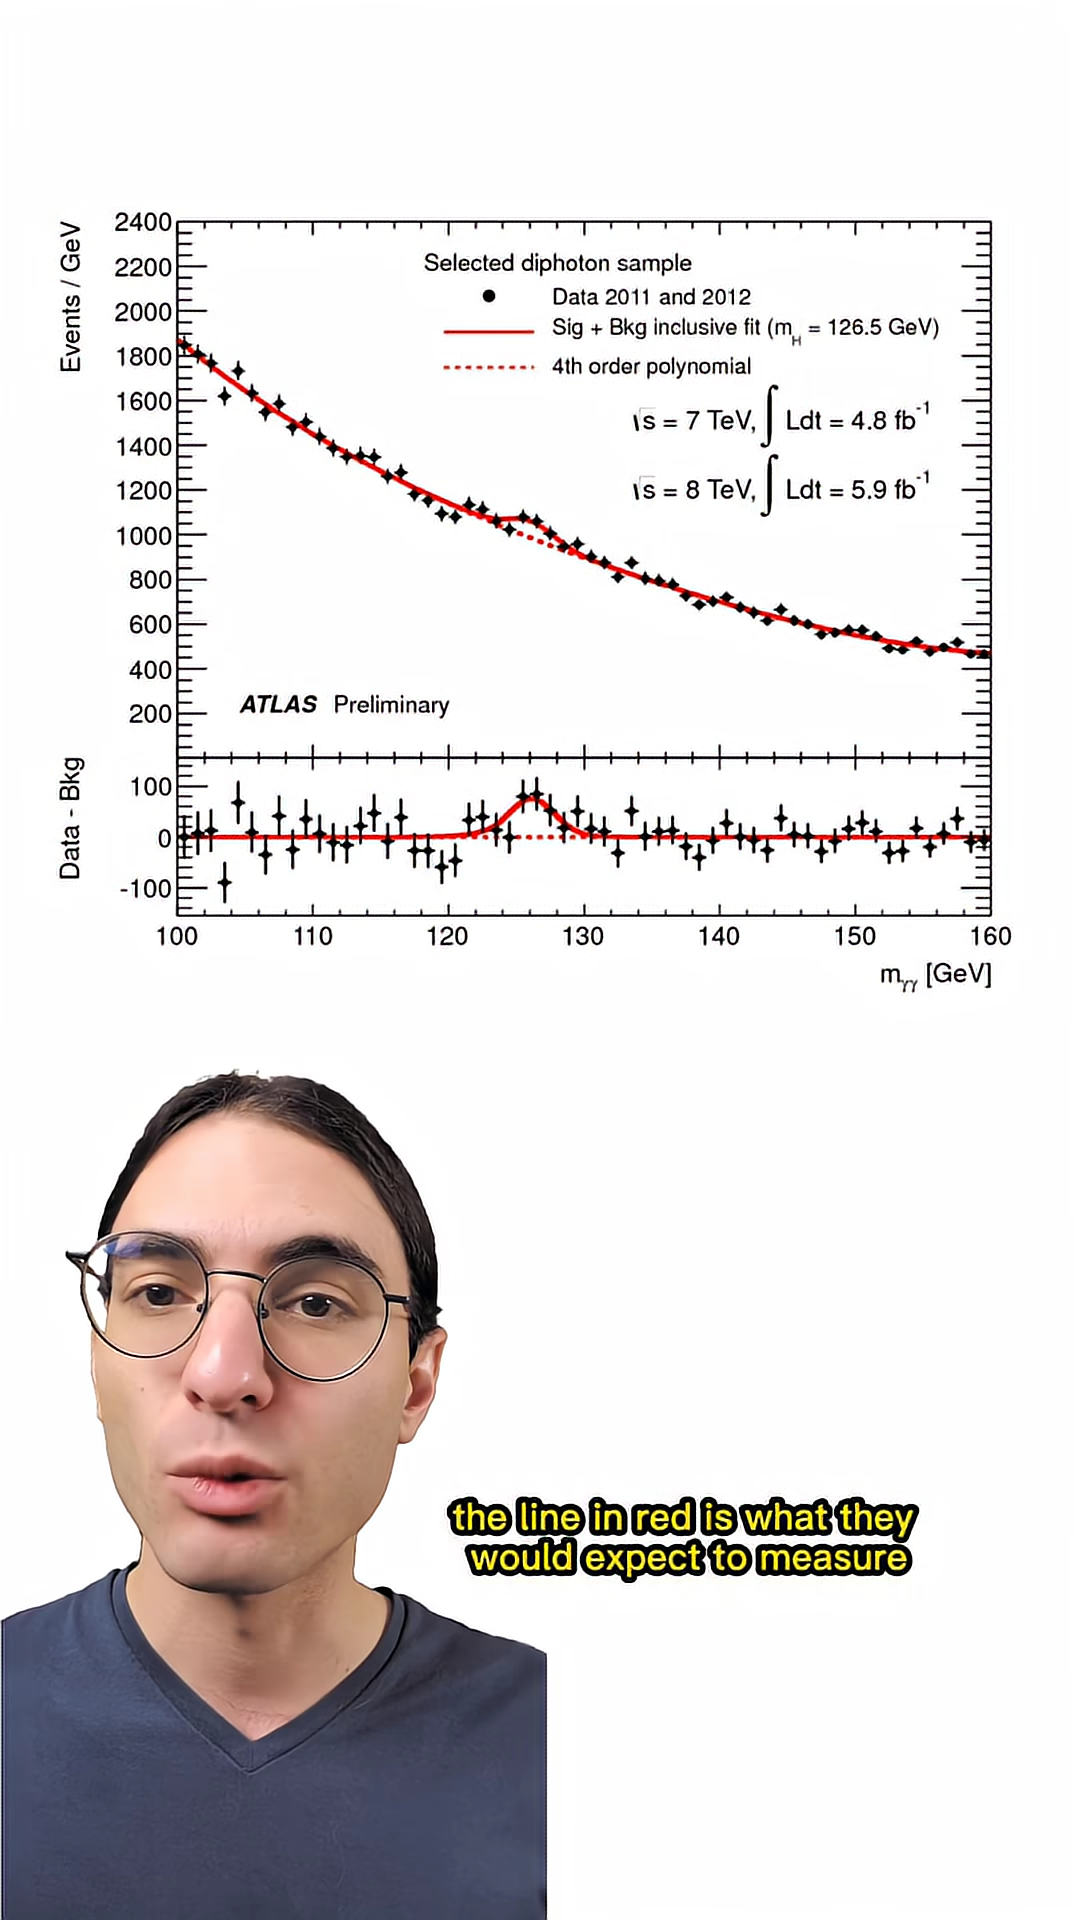 2400
2200
2000
1800
1600
1400
1200
1000
800
600
400
200
Events / GeV
Selected diphoton sample
Data 2011 and 2012
Sig + Bkg inclusive fit (m_H = 126.5 GeV)
4th order polynomial
√s = 7 TeV, ∫ Ldt = 4.8 fb⁻¹
√s = 8 TeV, ∫ Ldt = 5.9 fb⁻¹
ATLAS Preliminary
Data - Bkg
100
0
-100
100 110 120 130 140 150 160
m_γγ [GeV]
the line in red is what they
would expect to measure